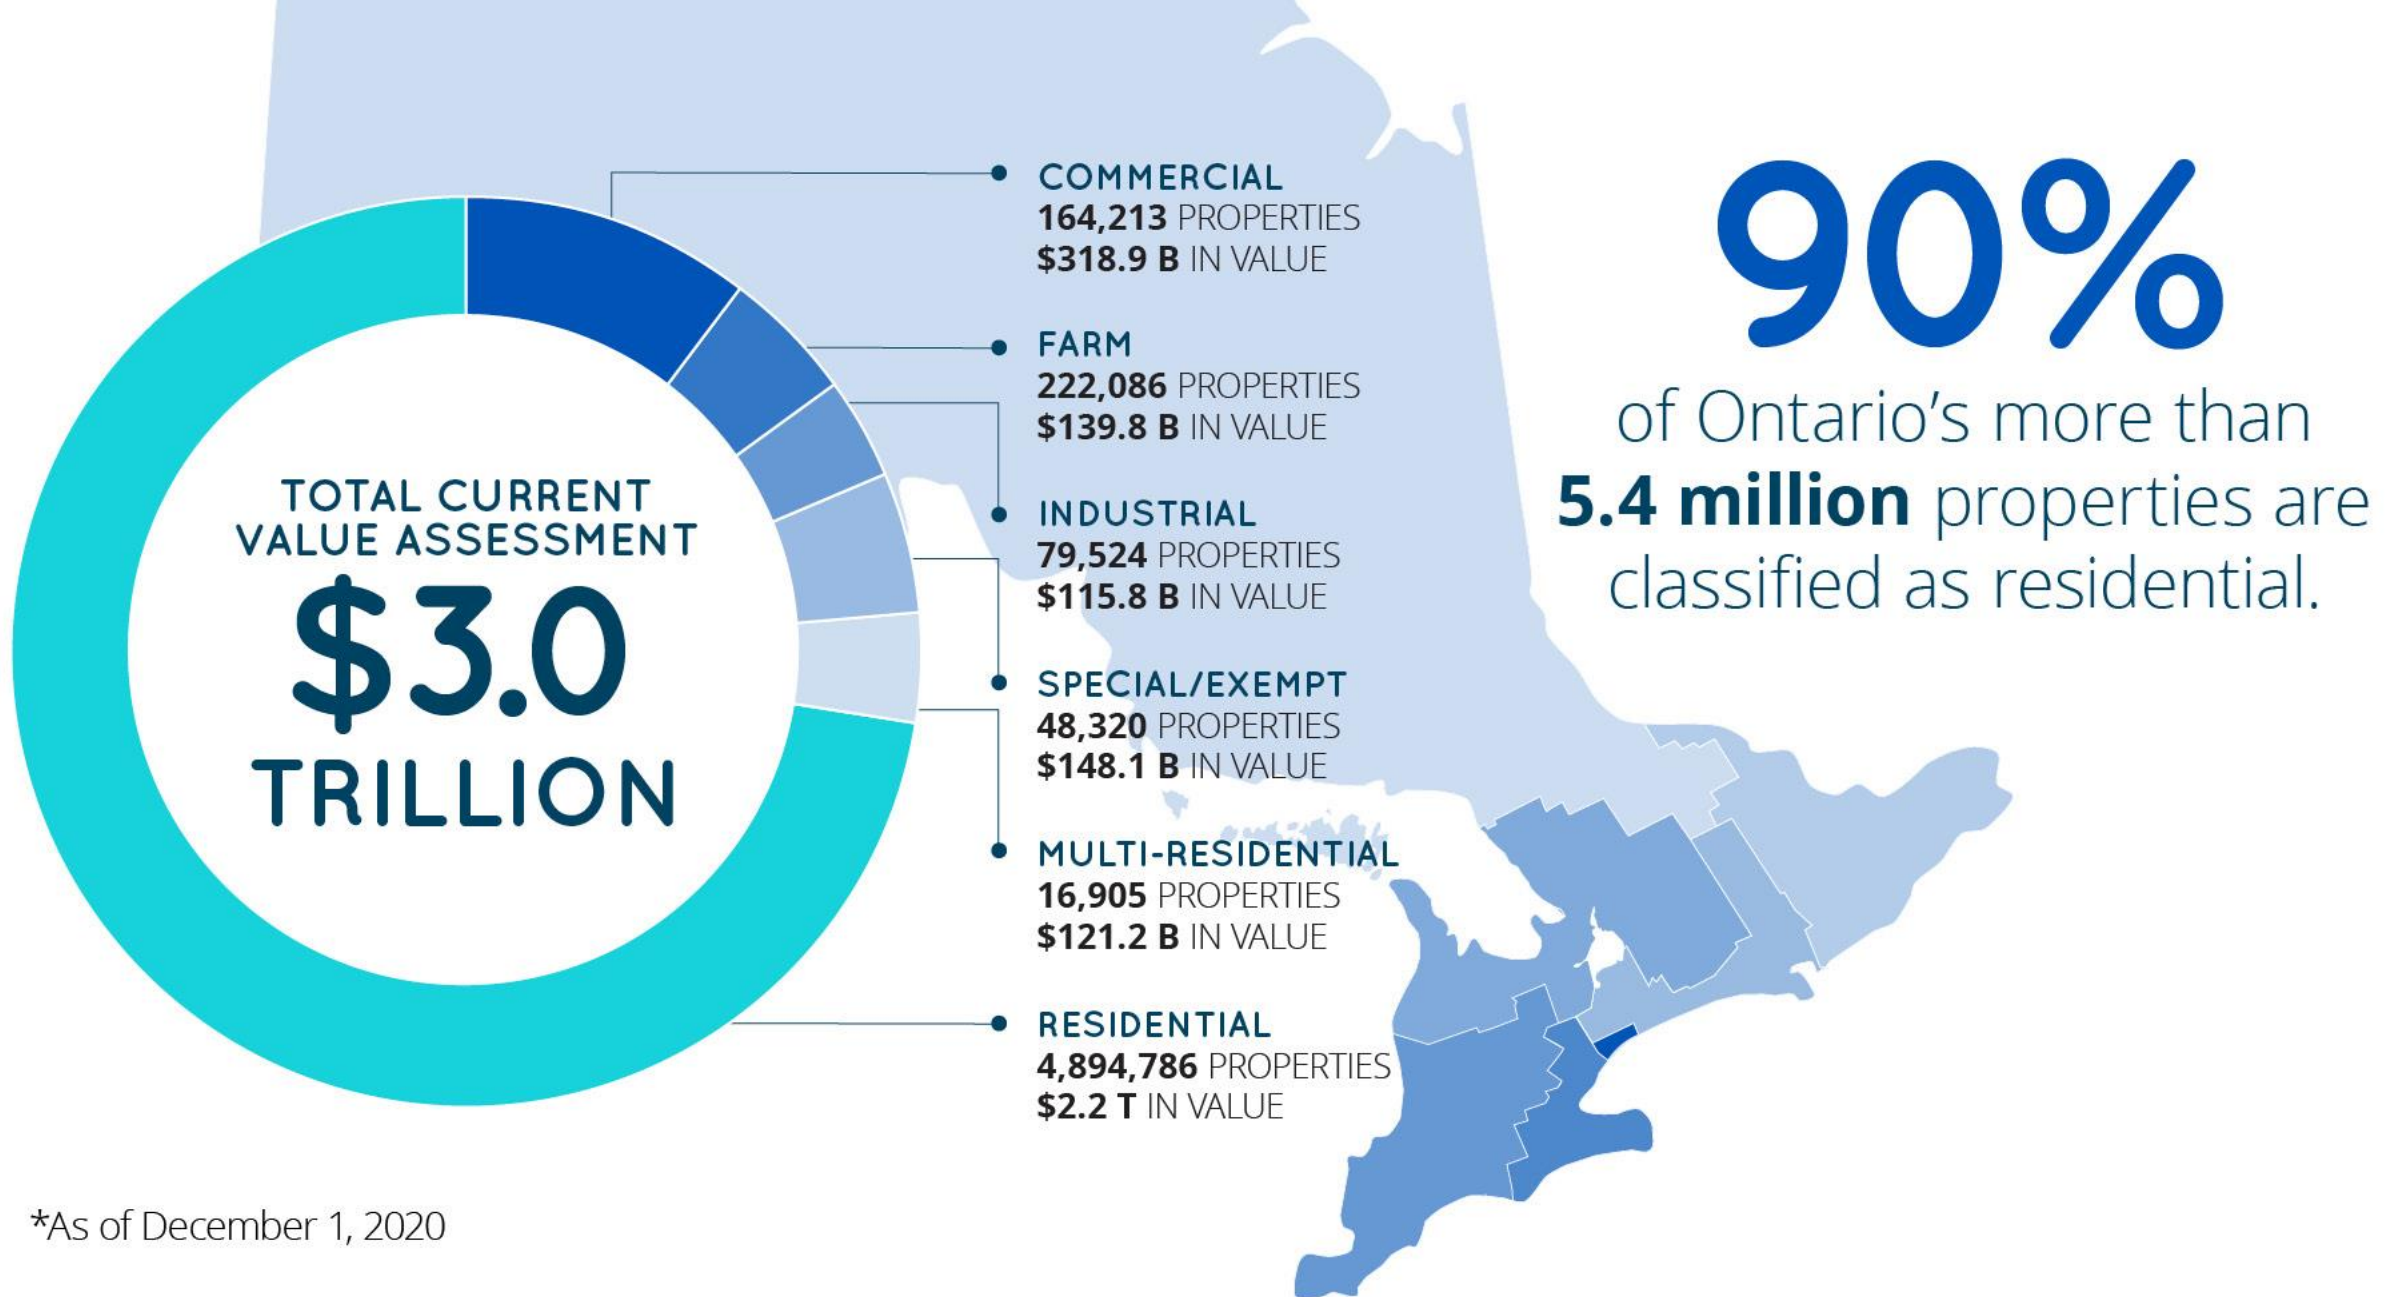 COMMERCIAL
164,213 PROPERTIES
$318.9 B IN VALUE
FARM
222,086 PROPERTIES
$139.8 B IN VALUE
INDUSTRIAL
79,524 PROPERTIES
$115.8 B IN VALUE
SPECIAL/EXEMPT
48,320 PROPERTIES
$148.1 B IN VALUE
MULTI-RESIDENTIAL
16,905 PROPERTIES
$121.2 B IN VALUE
RESIDENTIAL
4,894,786 PROPERTIES
$2.2 T IN VALUE
TOTAL CURRENT
VALUE ASSESSMENT
$3.0
TRILLION
90%
of Ontario's more than
5.4 million properties are
classified as residential.
*As of December 1, 2020